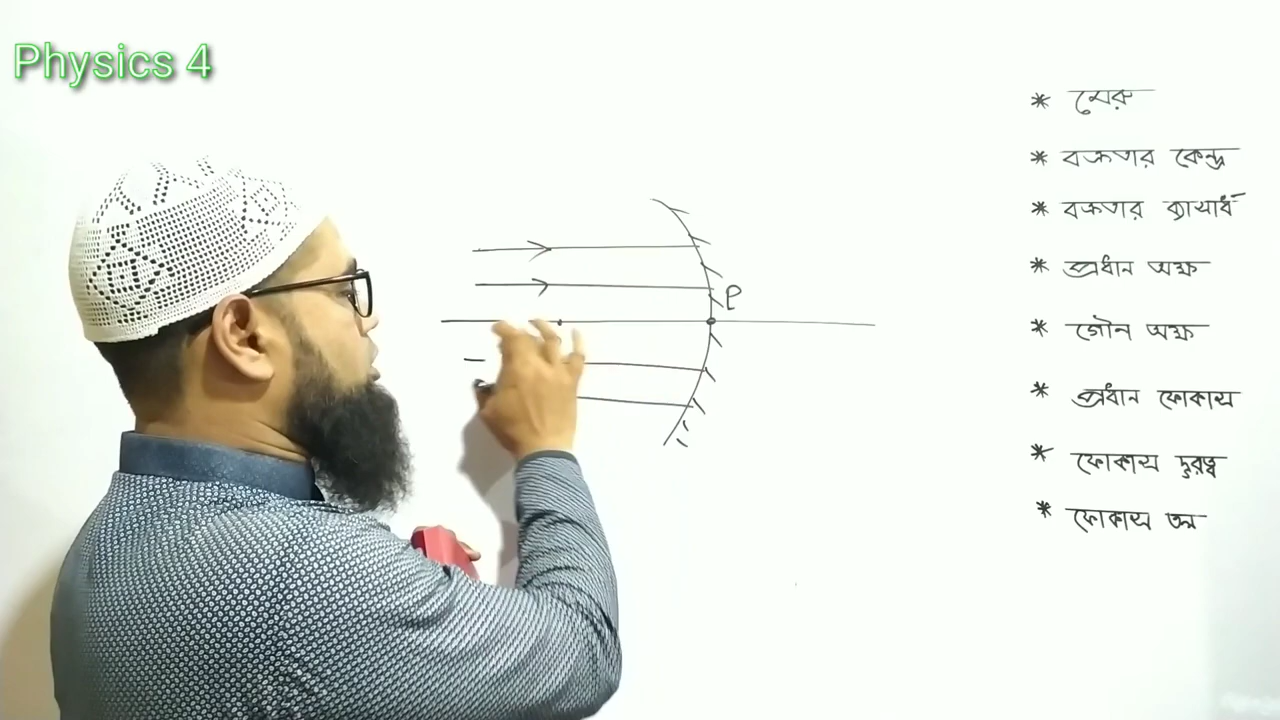 Physics 4
* মেরু
* বক্রতার কেন্দ্র
* বক্রতার ব্যাসার্ধ
* প্রধান অক্ষ
* গৌন অক্ষ
* প্রধান ফোকাস
* ফোকাস দুরত্ব
* ফোকাস তল
P